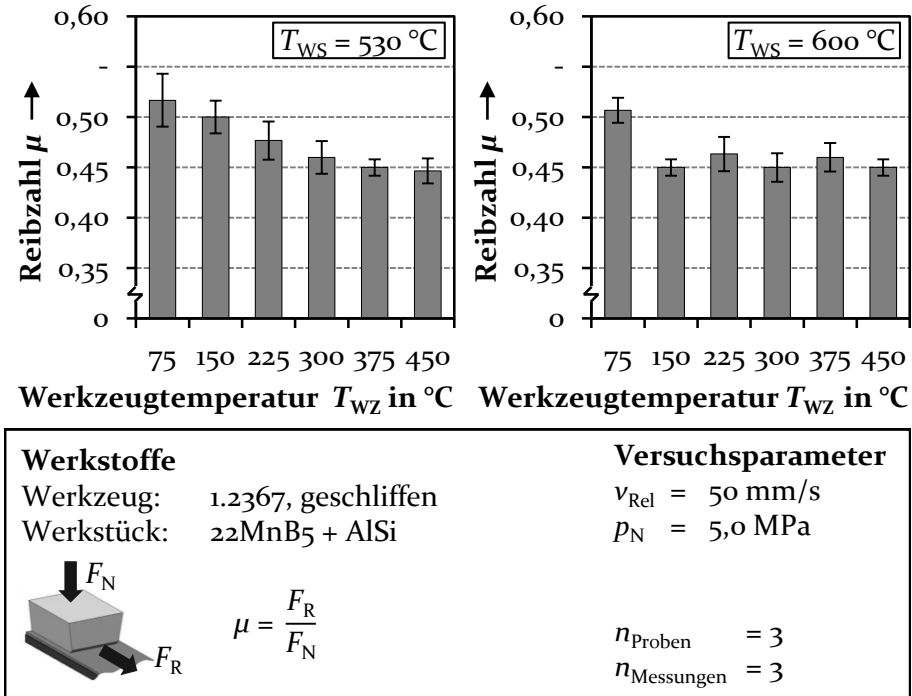 Reibzahl μ
0,60
-
0,50
0,45
0,40
0,35
0
T_WS = 530 °C
75 150 225 300 375 450
Werkzeugtemperatur T_WZ in °C
Reibzahl μ
0,60
-
0,50
0,45
0,40
0,35
0
T_WS = 600 °C
75 150 225 300 375 450
Werkzeugtemperatur T_WZ in °C
Werkstoffe
Werkzeug: 1.2367, geschliffen
Werkstück: 22MnB5 + AlSi
F_N
F_R
μ = F_R / F_N
Versuchsparameter
v_Rel = 50 mm/s
p_N = 5,0 MPa
n_Proben = 3
n_Messungen = 3